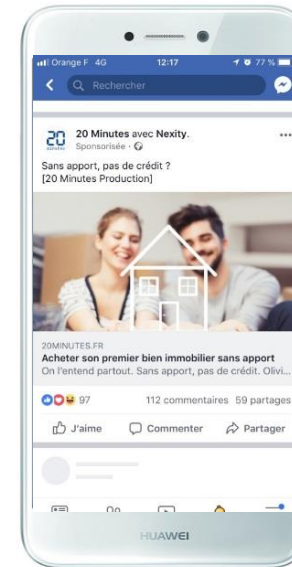 Orange F 4G 12:17 77 %
Rechercher
20 Minutes avec Nexity.
Sponsorisée ·
Sans apport, pas de crédit ?
[20 Minutes Production]
20MINUTES.FR
Acheter son premier bien immobilier sans apport
On l'entend partout. Sans apport, pas de crédit. Olivi...
97 112 commentaires 59 partages
J'aime Commenter Partager
HUAWEI